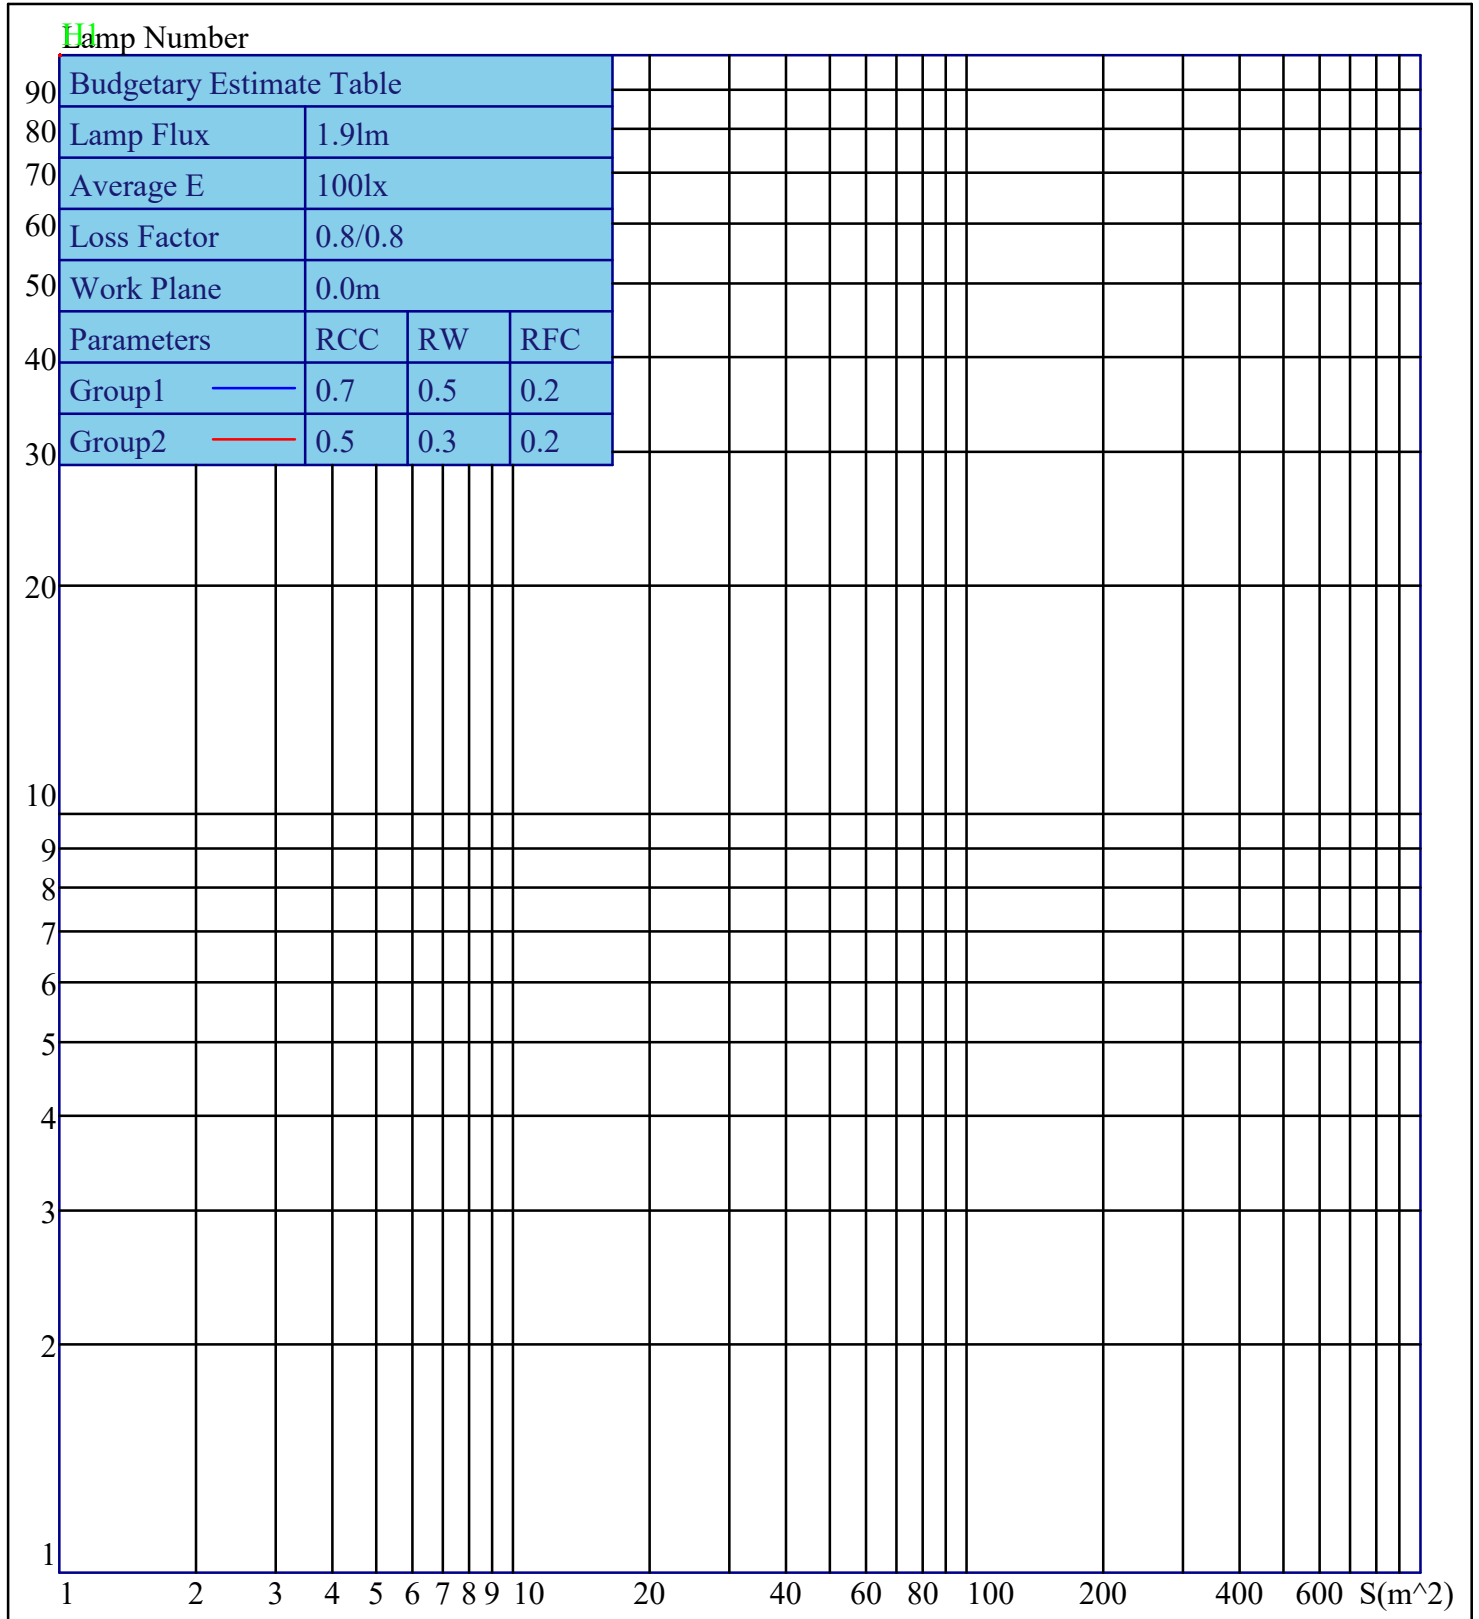 Lamp Number
Budgetary Estimate Table
Lamp Flux 1.9lm
Average E 100lx
Loss Factor 0.8/0.8
Work Plane 0.0m
Parameters RCC RW RFC
Group1 0.7 0.5 0.2
Group2 0.5 0.3 0.2
90
80
70
60
50
40
30
20
10
9
8
7
6
5
4
3
2
1
1 2 3 4 5 6 7 8 9 10 20 40 60 80 100 200 400 600 S(m^2)